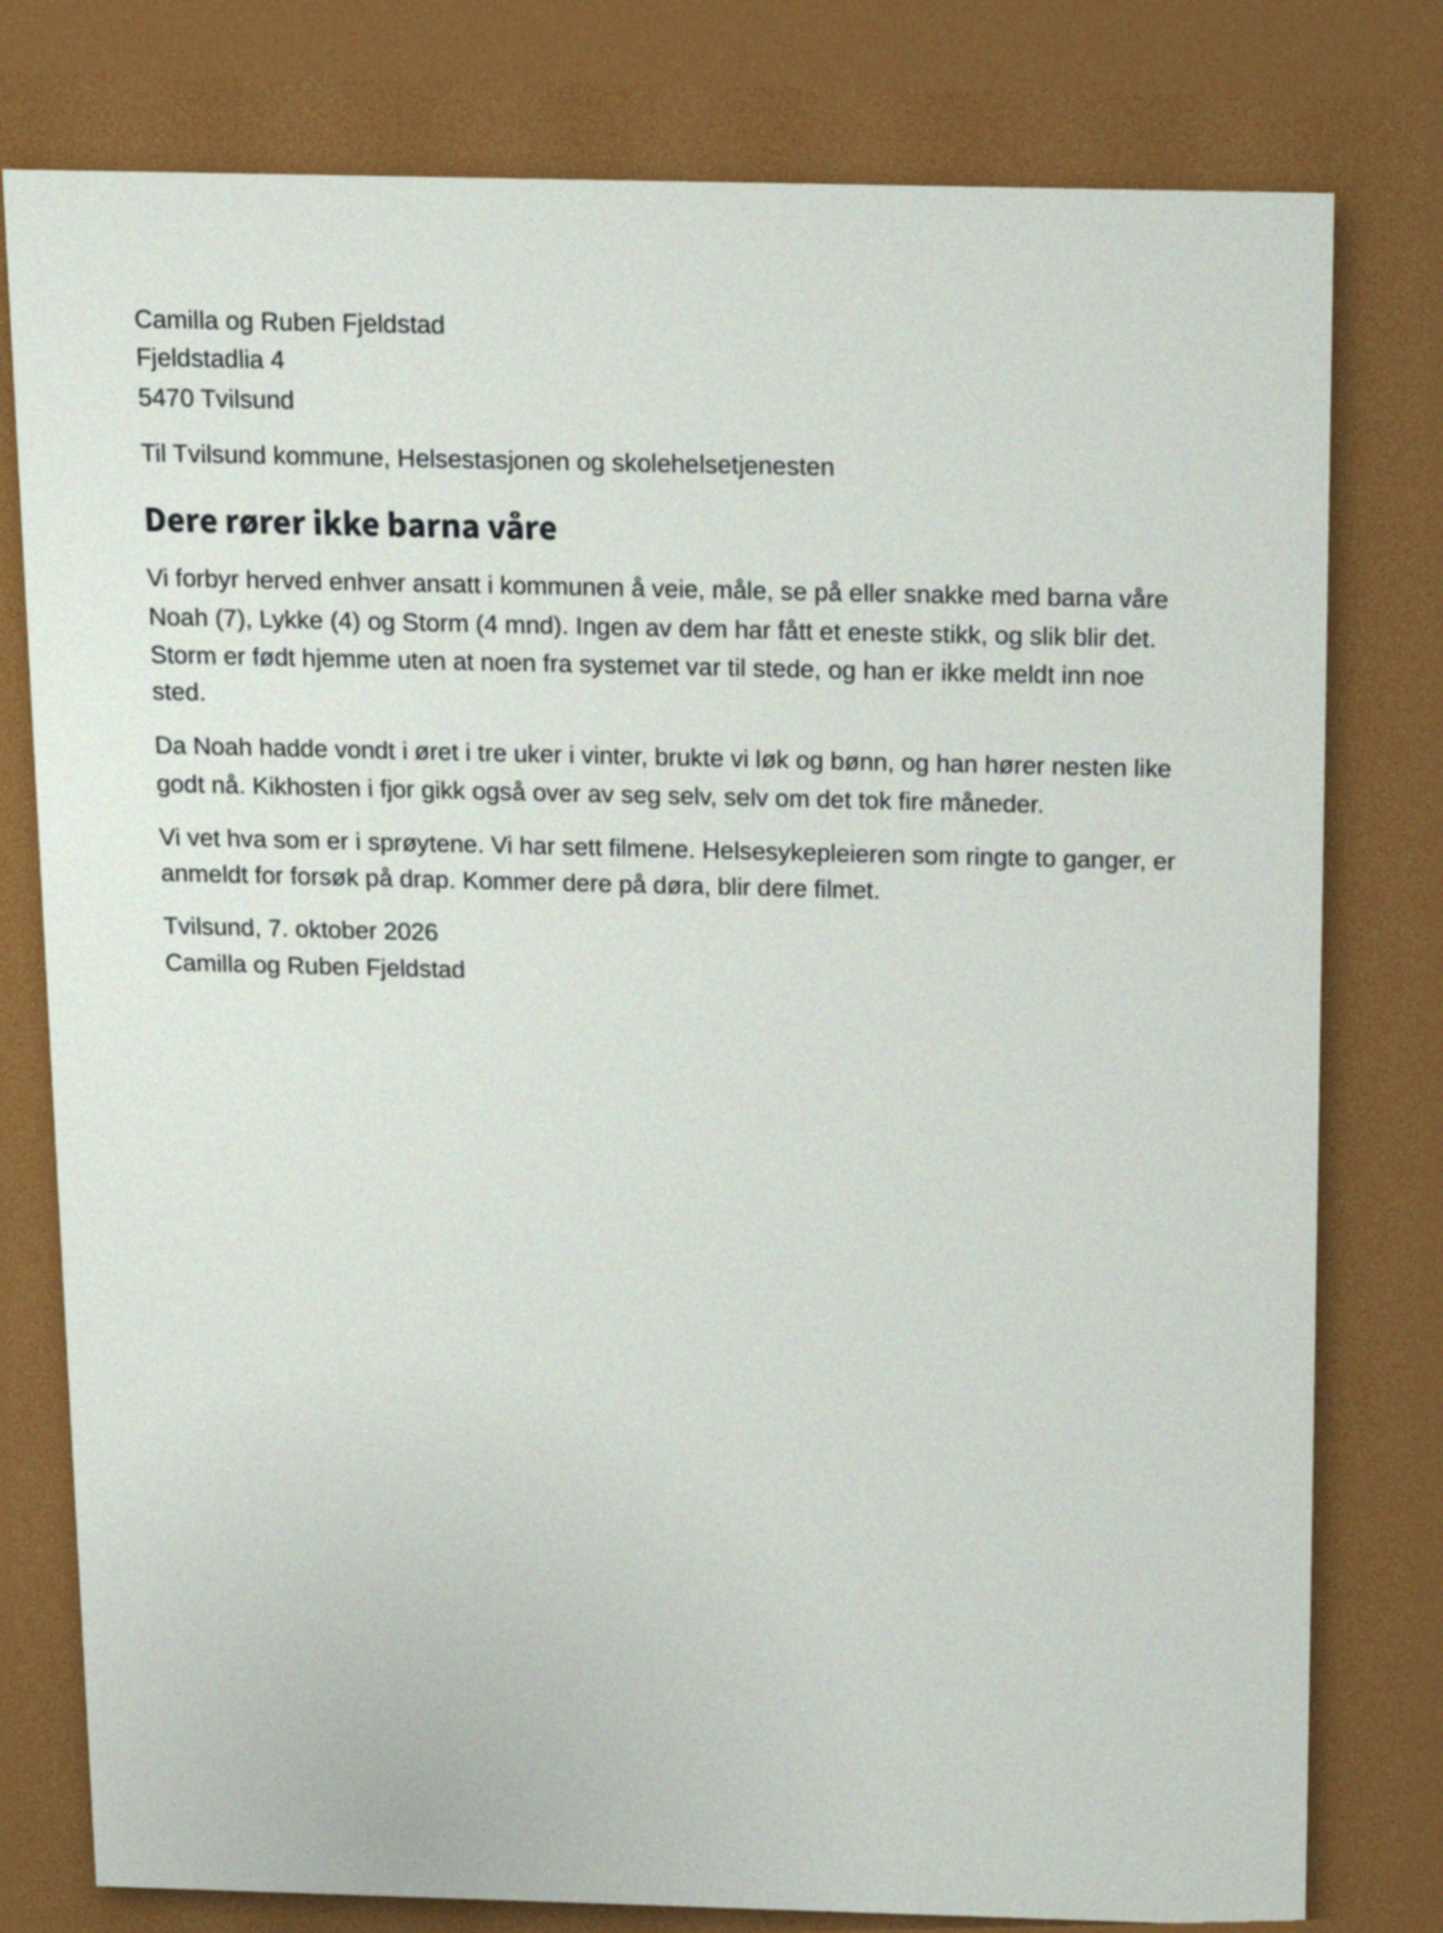 Camilla og Ruben Fjeldstad
Fjeldstadlia 4
5470 Tvilsund
Til Tvilsund kommune, Helsestasjonen og skolehelsetjenesten
Dere rører ikke barna våre
Vi forbyr herved enhver ansatt i kommunen å veie, måle, se på eller snakke med barna våre
Noah (7), Lykke (4) og Storm (4 mnd). Ingen av dem har fått et eneste stikk, og slik blir det.
Storm er født hjemme uten at noen fra systemet var til stede, og han er ikke meldt inn noe
sted.
Da Noah hadde vondt i øret i tre uker i vinter, brukte vi løk og bønn, og han hører nesten like
godt nå. Kikhosten i fjor gikk også over av seg selv, selv om det tok fire måneder.
Vi vet hva som er i sprøytene. Vi har sett filmene. Helsesykepleieren som ringte to ganger, er
anmeldt for forsøk på drap. Kommer dere på døra, blir dere filmet.
Tvilsund, 7. oktober 2026
Camilla og Ruben Fjeldstad